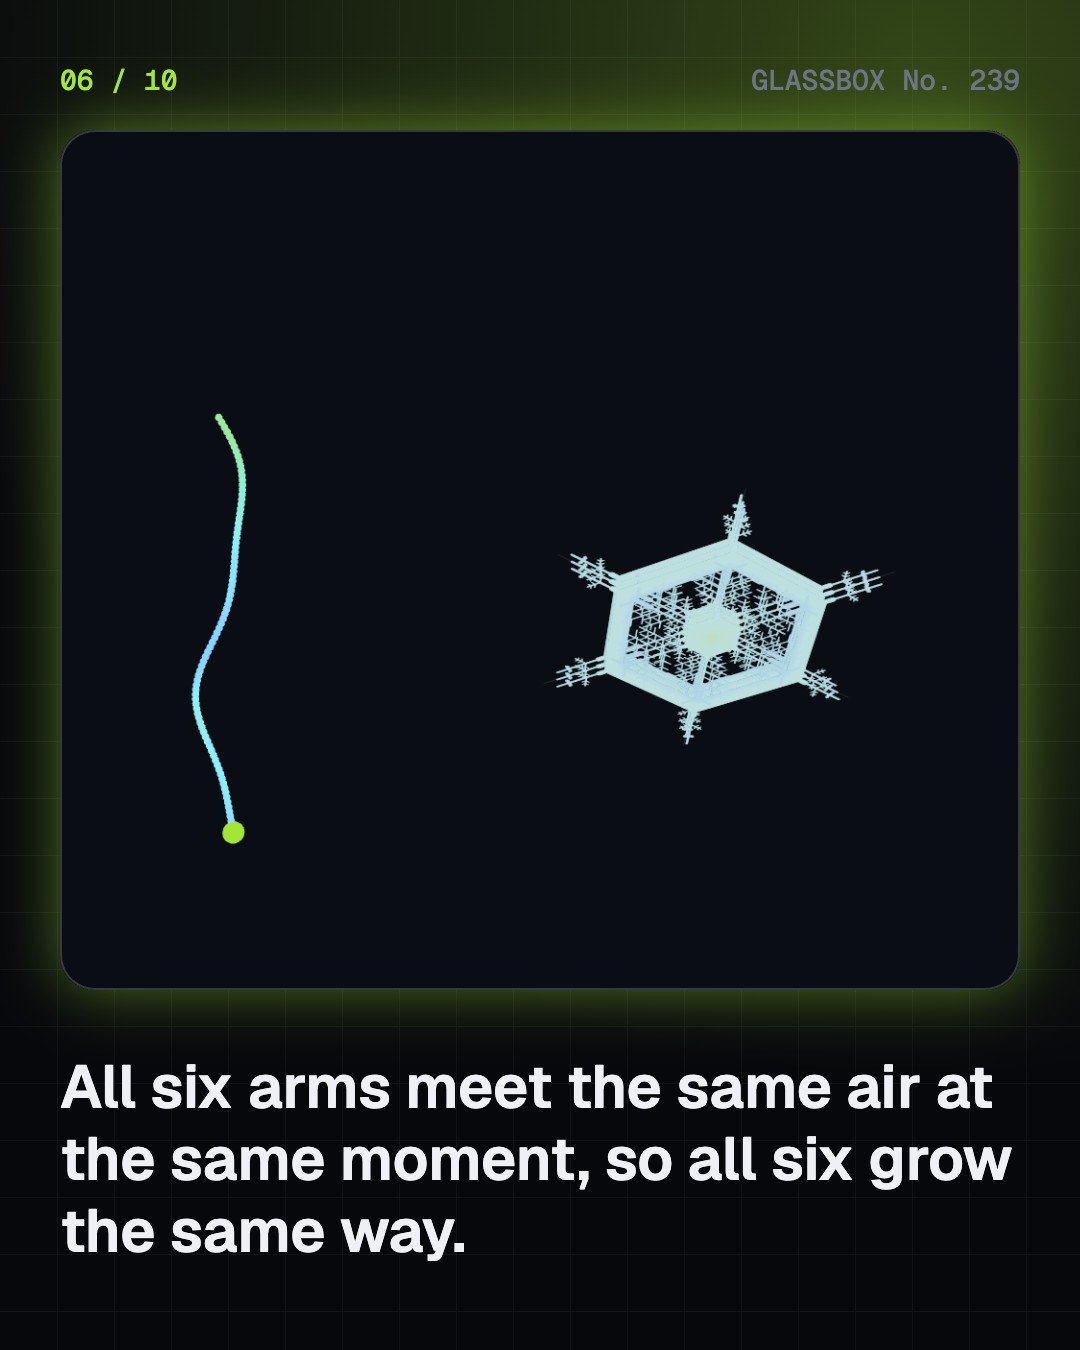 06 / 10
GLASSBOX No. 239
All six arms meet the same air at
the same moment, so all six grow
the same way.